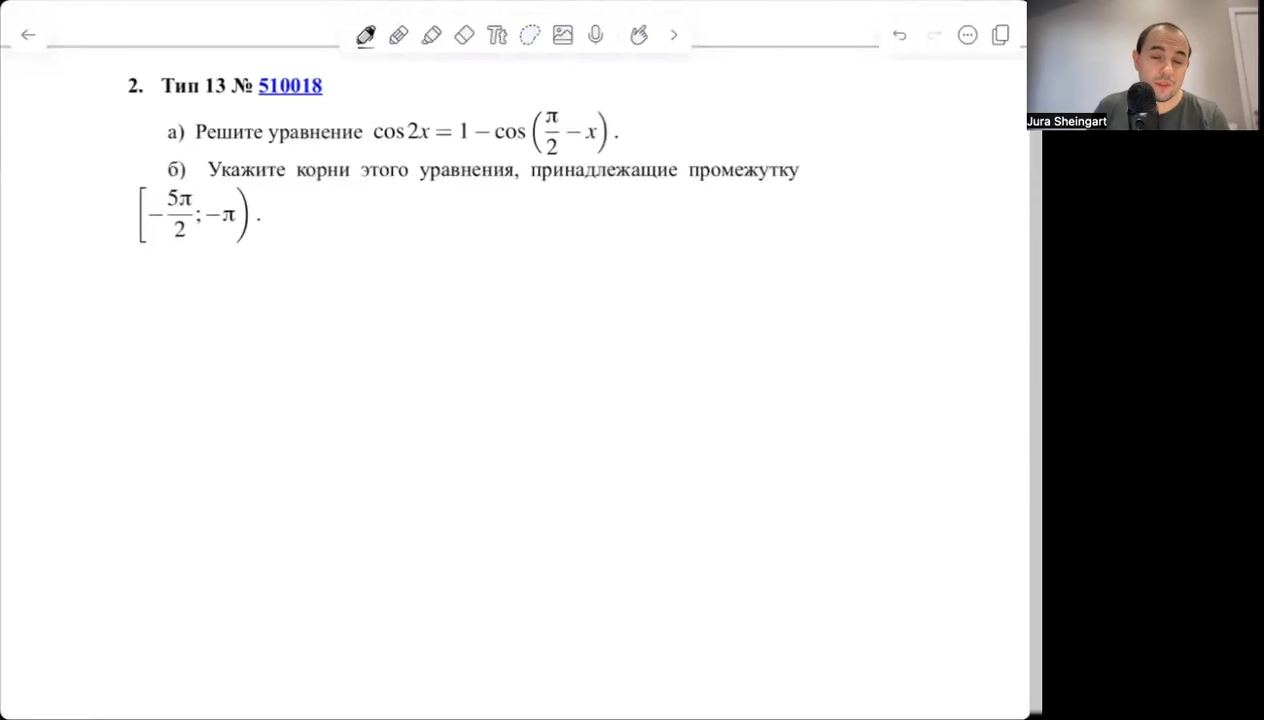 2. Тип 13 № 510018
а) Решите уравнение cos 2x = 1 − cos (π/2 − x).
б) Укажите корни этого уравнения, принадлежащие промежутку
[−5π/2; −π).
Tt
Jura Sheingart